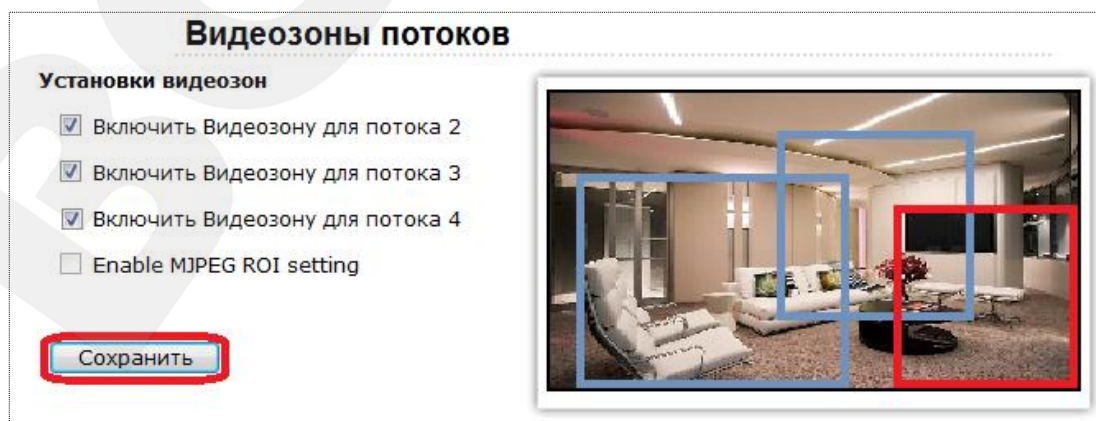 Видеозоны потоков
Установки видеозон
Включить Видеозону для потока 2
Включить Видеозону для потока 3
Включить Видеозону для потока 4
Enable MJPEG ROI setting
Сохранить